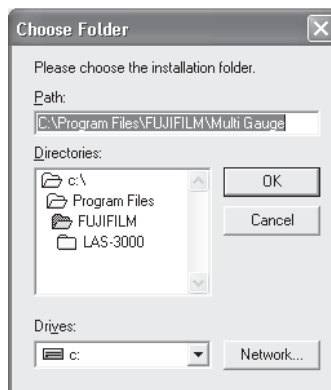 Choose Folder
Please choose the installation folder.
Path:
C:\Program Files\FUJIFILM\Multi Gauge
Directories:
c:\
Program Files
FUJIFILM
LAS-3000
OK
Cancel
Drives:
c:
Network...